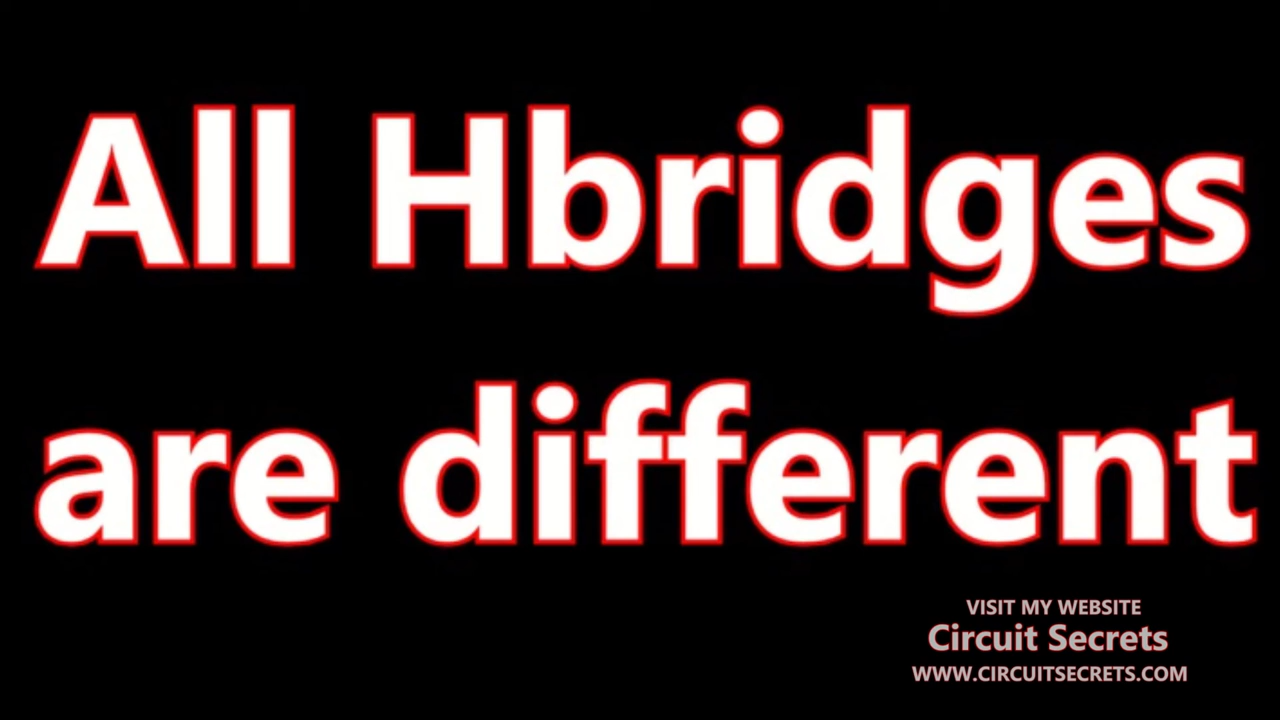 All Hbridges
are different
VISIT MY WEBSITE
Circuit Secrets
WWW.CIRCUITSECRETS.COM